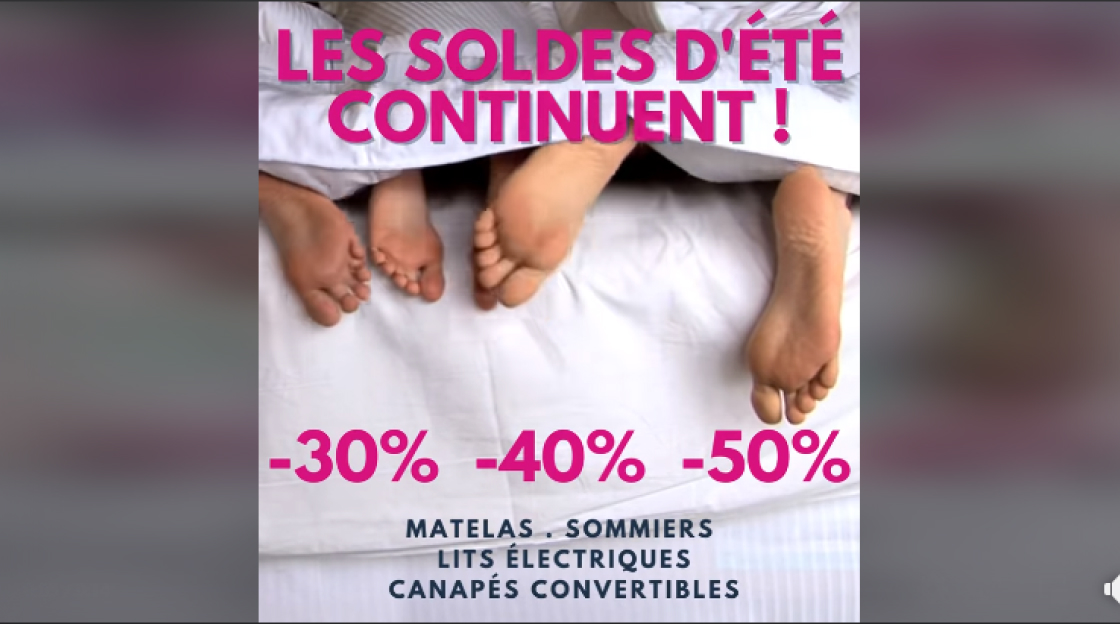 LES SOLDES D'ÉTÉ
CONTINUENT !
-30% -40% -50%
MATELAS . SOMMIERS
LITS ÉLECTRIQUES
CANAPÉS CONVERTIBLES